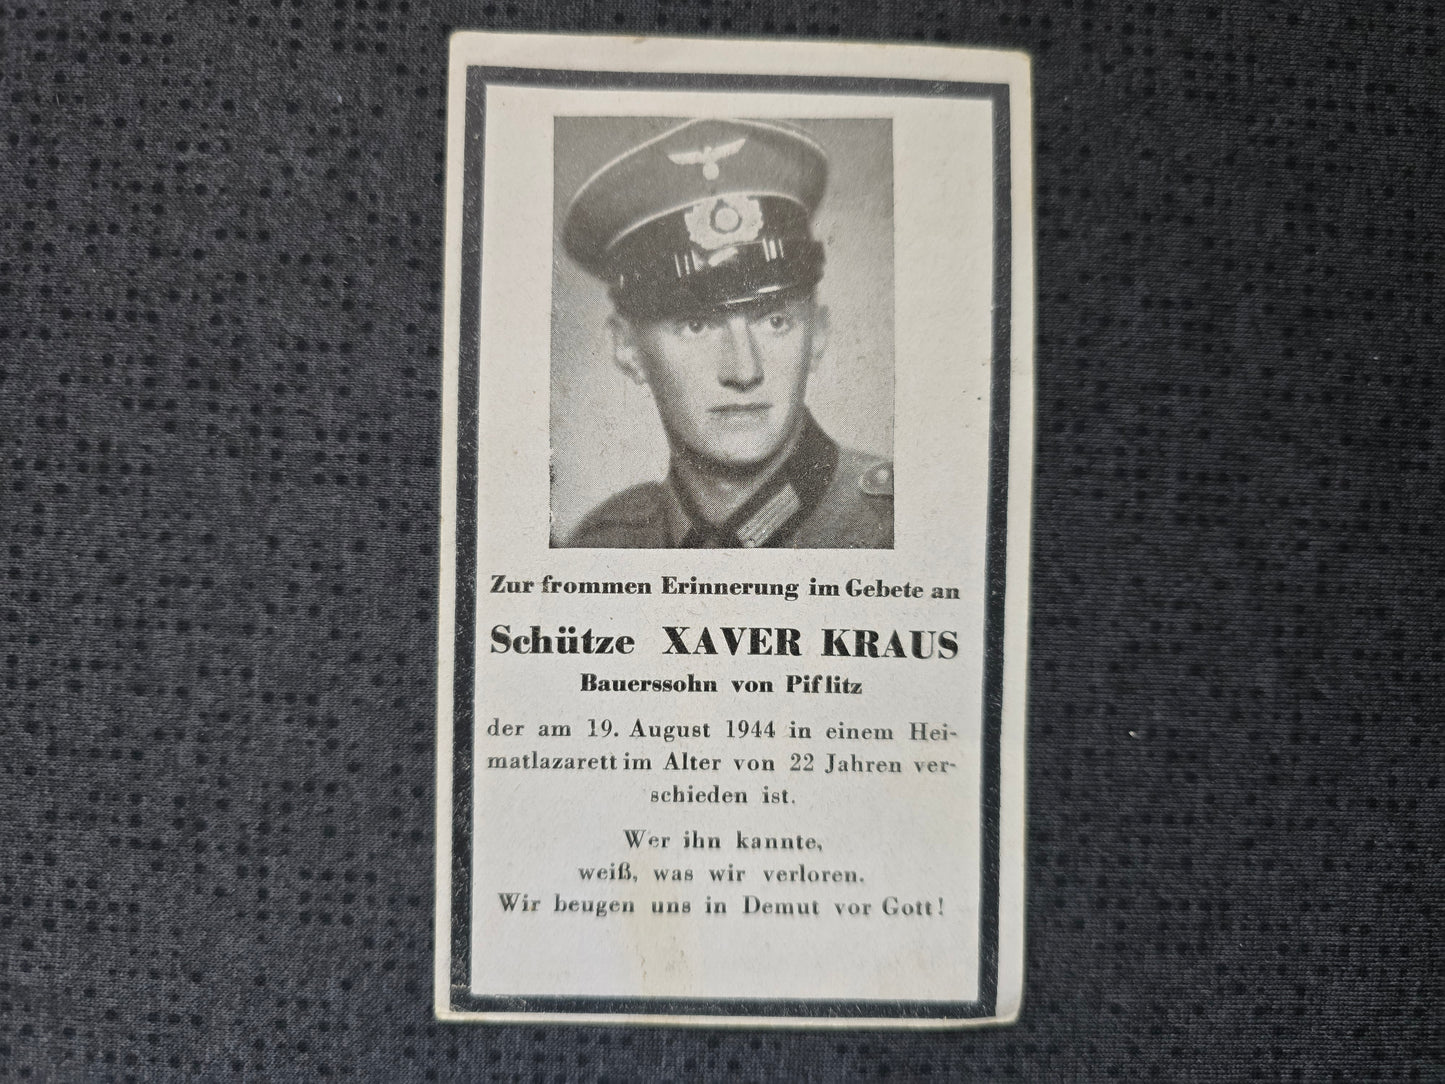 Zur frommen Erinnerung im Gebete an
Schütze XAVER KRAUS
Bauerssohn von Piflitz
der am 19. August 1944 in einem Hei-
matlazarett im Alter von 22 Jahren ver-
schieden ist.
Wer ihn kannte,
weiß, was wir verloren.
Wir beugen uns in Demut vor Gott!